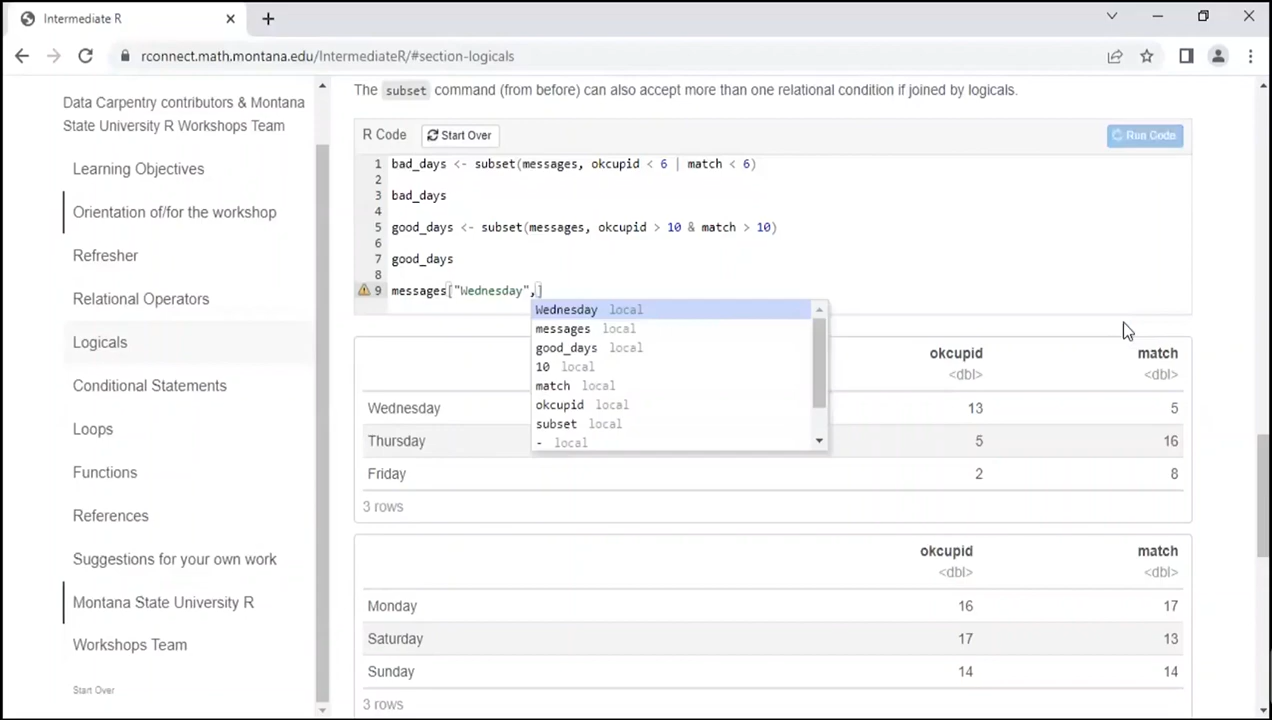 Intermediate R
rconnect.math.montana.edu/IntermediateR/#section-logicals
Data Carpentry contributors & Montana
State University R Workshops Team
Learning Objectives
Orientation of/for the workshop
Refresher
Relational Operators
Logicals
Conditional Statements
Loops
Functions
References
Suggestions for your own work
Montana State University R
Workshops Team
Start Over
The subset command (from before) can also accept more than one relational condition if joined by logicals.
R Code Start Over Run Code
1 bad_days <- subset(messages, okcupid < 6 | match < 6)
2
3 bad_days
4
5 good_days <- subset(messages, okcupid > 10 & match > 10)
6
7 good_days
8
9 messages["Wednesday",]
Wednesday local
messages local
good_days local
10 local
match local
okcupid local
subset local
- local
okcupid match
<dbl> <dbl>
Wednesday 13 5
Thursday 5 16
Friday 2 8
3 rows
okcupid match
<dbl> <dbl>
Monday 16 17
Saturday 17 13
Sunday 14 14
3 rows